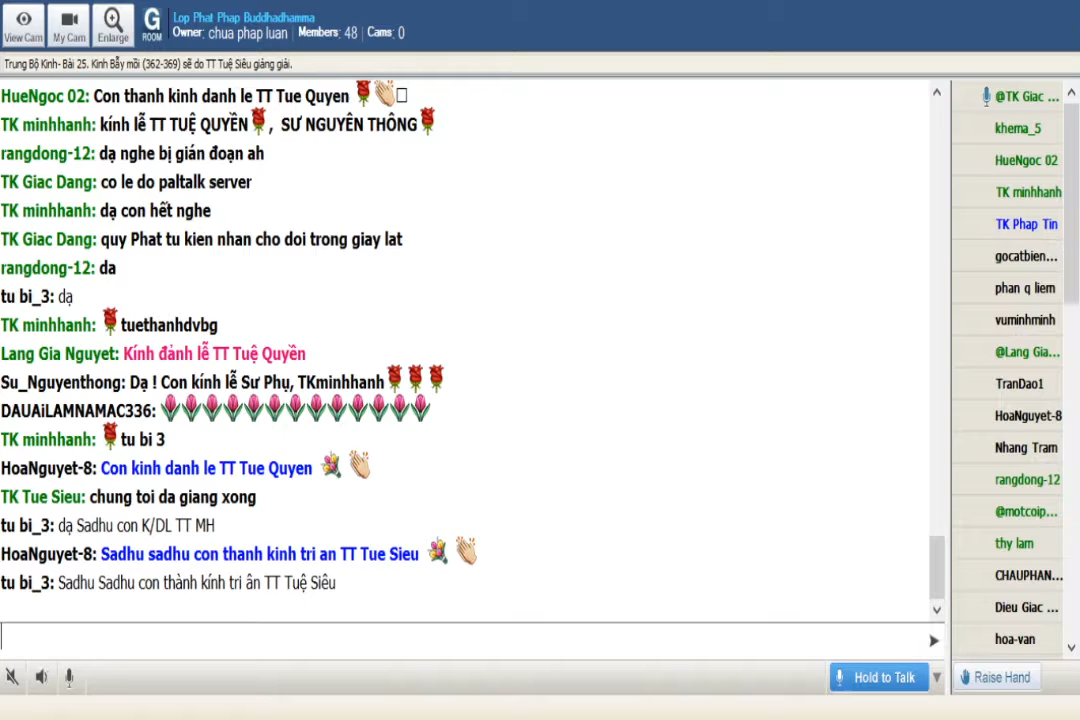 View Cam My Cam Enlarge G ROOM
Lop Phat Phap Buddhadhamma
Owner: chua phap luan | Members: 48 | Cams: 0
Trung Bộ Kinh- Bài 25. Kinh Bẫy mồi (362-369) sẽ do TT Tuệ Siêu giảng giải.
HueNgoc 02: Con thanh kinh danh le TT Tue Quyen 🌹👏□
TK minhhanh: kính lễ TT TUỆ QUYỀN🌹, SƯ NGUYÊN THÔNG🌹
rangdong-12: dạ nghe bị gián đoạn ah
TK Giac Dang: co le do paltalk server
TK minhhanh: dạ con hết nghe
TK Giac Dang: quy Phat tu kien nhan cho doi trong giay lat
rangdong-12: da
tu bi_3: dạ
TK minhhanh: 🌹tuethanhdvbg
Lang Gia Nguyet: Kính đảnh lễ TT Tuệ Quyền
Su_Nguyenthong: Dạ ! Con kính lễ Sư Phụ, TKminhhanh🌹🌹🌹
DAUAiLAMNAMAC336: 🌷🌷🌷🌷🌷🌷🌷🌷🌷🌷🌷🌷🌷
TK minhhanh: 🌹tu bi 3
HoaNguyet-8: Con kinh danh le TT Tue Quyen 💐 👏
TK Tue Sieu: chung toi da giang xong
tu bi_3: dạ Sadhu con K/DL TT MH
HoaNguyet-8: Sadhu sadhu con thanh kinh tri an TT Tue Sieu 💐 👏
tu bi_3: Sadhu Sadhu con thành kính tri ân TT Tuệ Siêu
@TK Giac ...
khema_5
HueNgoc 02
TK minhhanh
TK Phap Tin
gocatbien...
phan q liem
vuminhminh
@Lang Gia...
TranDao1
HoaNguyet-8
Nhang Tram
rangdong-12
@motcoip...
thy lam
CHAUPHAN...
Dieu Giac ...
hoa-van
Hold to Talk
Raise Hand